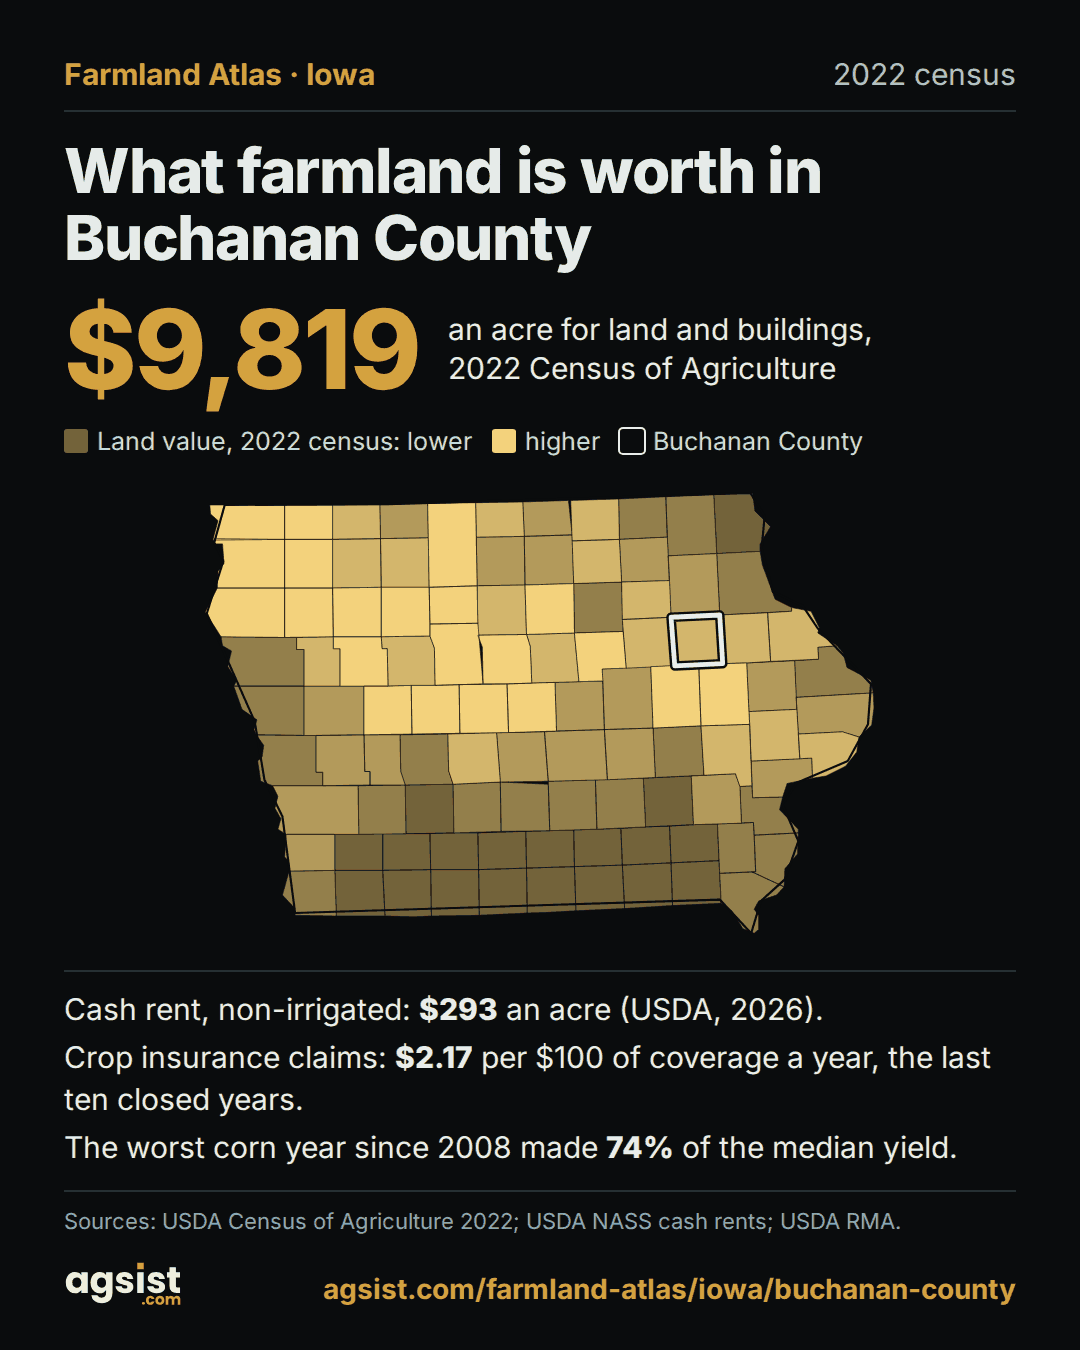 Farmland Atlas · Iowa
2022 census
What farmland is worth in
Buchanan County
$9,819
an acre for land and buildings,
2022 Census of Agriculture
Land value, 2022 census: lower
higher
Buchanan County
Cash rent, non-irrigated: $293 an acre (USDA, 2026).
Crop insurance claims: $2.17 per $100 of coverage a year, the last
ten closed years.
The worst corn year since 2008 made 74% of the median yield.
Sources: USDA Census of Agriculture 2022; USDA NASS cash rents; USDA RMA.
agsist
.com
agsist.com/farmland-atlas/iowa/buchanan-county